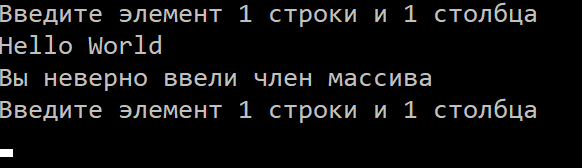 Введите элемент 1 строки и 1 столбца
Hello World
Вы неверно ввели член массива
Введите элемент 1 строки и 1 столбца